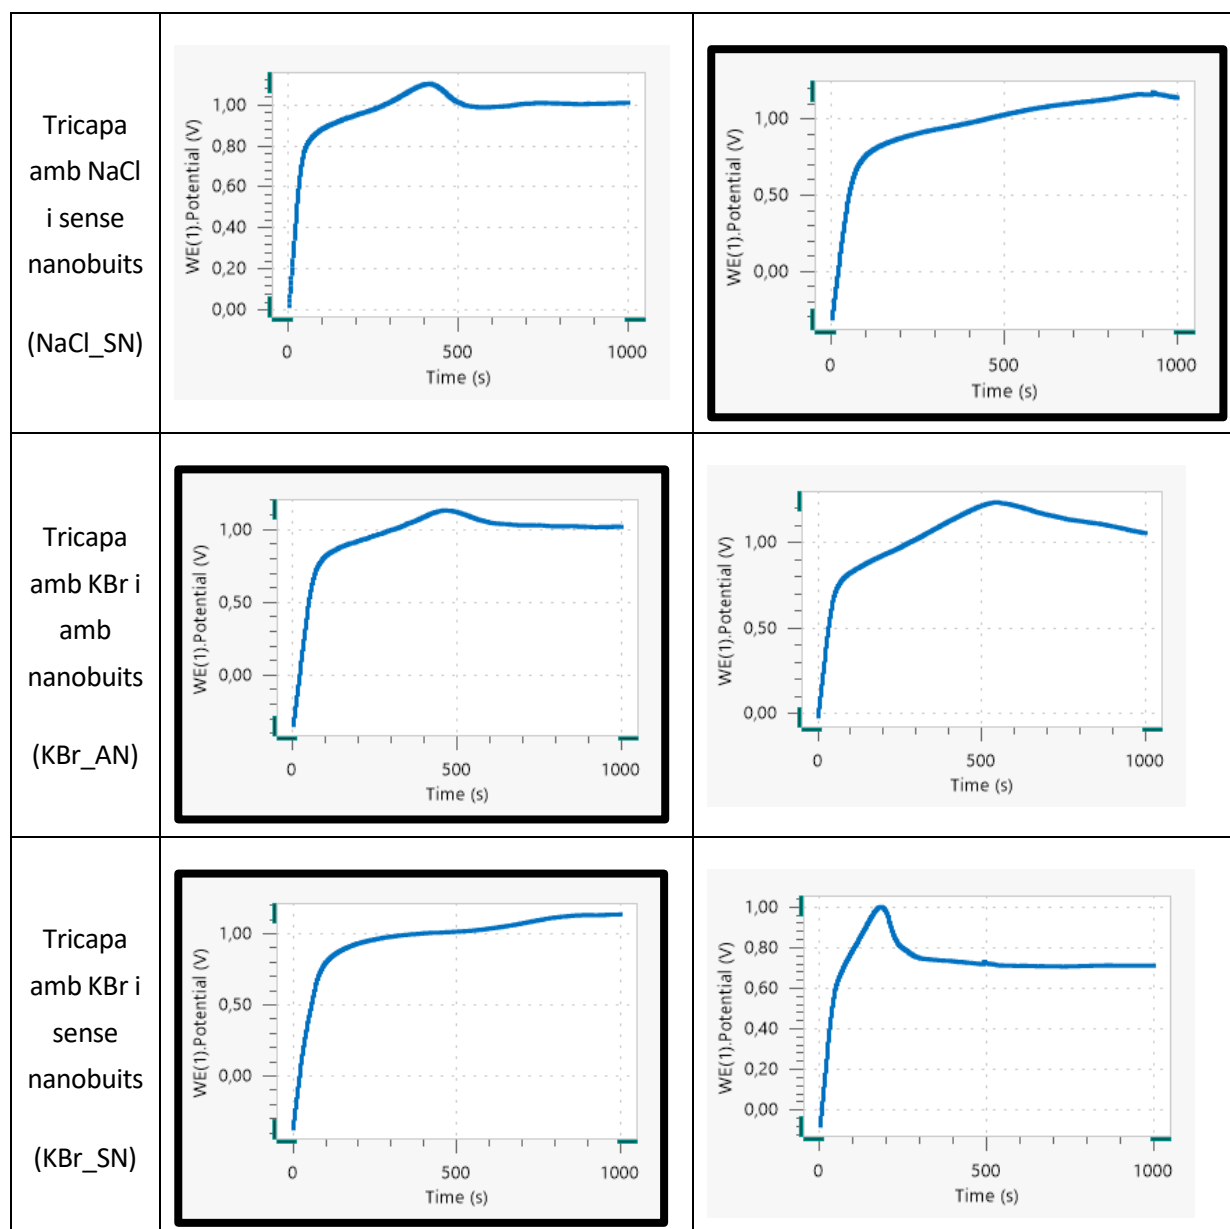 Tricapa
amb NaCl
i sense
nanobuits
(NaCl_SN)
WE(1).Potential (V)
1,00
0,80
0,60
0,40
0,20
0,00
0
500
1000
Time (s)
WE(1).Potential (V)
1,00
0,50
0,00
0
500
1000
Time (s)
Tricapa
amb KBr i
amb
nanobuits
(KBr_AN)
WE(1).Potential (V)
1,00
0,50
0,00
0
500
1000
Time (s)
WE(1).Potential (V)
1,00
0,50
0,00
0
500
1000
Time (s)
Tricapa
amb KBr i
sense
nanobuits
(KBr_SN)
WE(1).Potential (V)
1,00
0,50
0,00
0
500
1000
Time (s)
WE(1).Potential (V)
1,00
0,80
0,60
0,40
0,20
0,00
0
500
1000
Time (s)